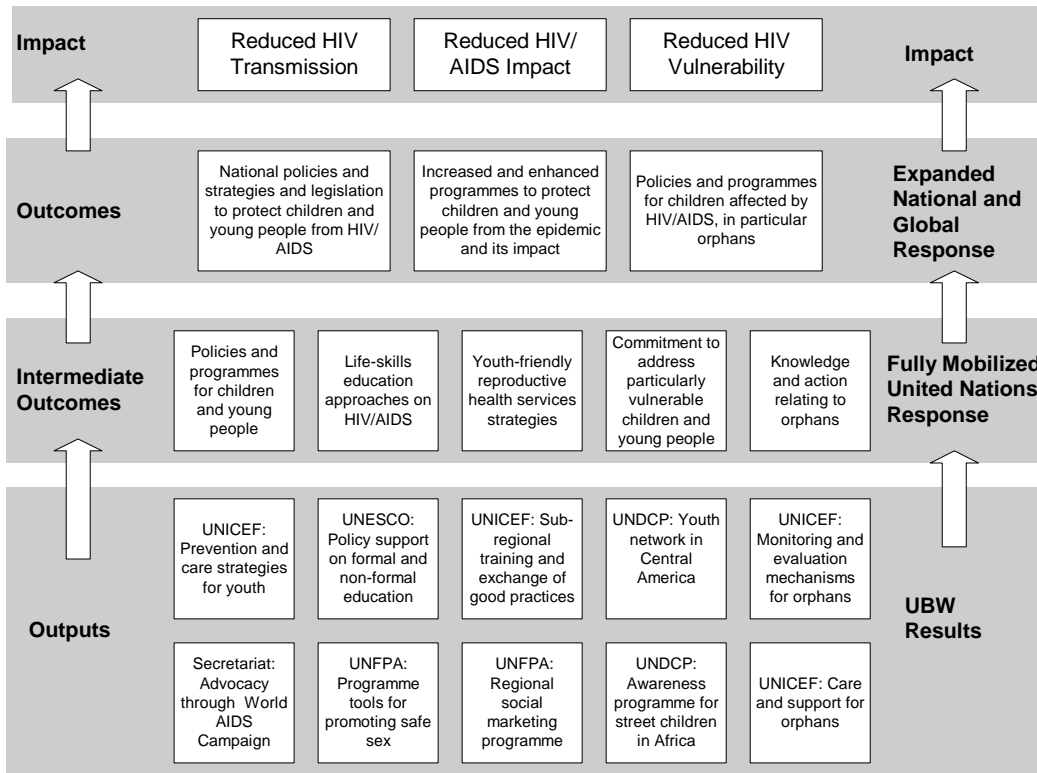 Impact
Reduced HIV
Transmission
Reduced HIV/
AIDS Impact
Reduced HIV
Vulnerability
Impact
Outcomes
National policies and
strategies and legislation
to protect children and
young people from HIV/
AIDS
Increased and enhanced
programmes to protect
children and young
people from the epidemic
and its impact
Policies and programmes
for children affected by
HIV/AIDS, in particular
orphans
Expanded
National and
Global
Response
Intermediate
Outcomes
Policies and
programmes
for children
and young
people
Life-skills
education
approaches on
HIV/AIDS
Youth-friendly
reproductive
health services
strategies
Commitment to
address
particularly
vulnerable
children and
young people
Knowledge
and action
relating to
orphans
Fully Mobilized
United Nations
Response
Outputs
UNICEF:
Prevention and
care strategies
for youth
UNESCO:
Policy support
on formal and
non-formal
education
UNICEF: Sub-
regional
training and
exchange of
good practices
UNDCP: Youth
network in
Central
America
UNICEF:
Monitoring and
evaluation
mechanisms
for orphans
UBW
Results
Secretariat:
Advocacy
through World
AIDS
Campaign
UNFPA:
Programme
tools for
promoting safe
sex
UNFPA:
Regional
social
marketing
programme
UNDCP:
Awareness
programme for
street children
in Africa
UNICEF: Care
and support for
orphans